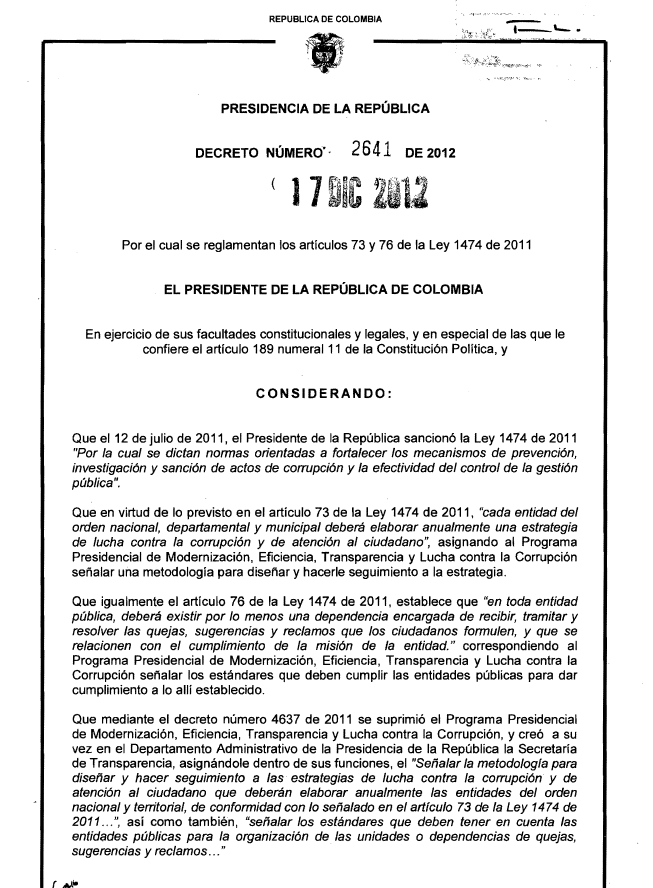 REPUBLICA DE COLOMBIA
PRESIDENCIA DE LA REPÚBLICA
DECRETO NÚMERO 2641 DE 2012
17 DIC 2012
Por el cual se reglamentan los artículos 73 y 76 de la Ley 1474 de 2011
EL PRESIDENTE DE LA REPÚBLICA DE COLOMBIA
En ejercicio de sus facultades constitucionales y legales, y en especial de las que le
confiere el artículo 189 numeral 11 de la Constitución Política, y
CONSIDERANDO:
Que el 12 de julio de 2011, el Presidente de la República sancionó la Ley 1474 de 2011
"Por la cual se dictan normas orientadas a fortalecer los mecanismos de prevención,
investigación y sanción de actos de corrupción y la efectividad del control de la gestión
pública".
Que en virtud de lo previsto en el artículo 73 de la Ley 1474 de 2011, "cada entidad del
orden nacional, departamental y municipal deberá elaborar anualmente una estrategia
de lucha contra la corrupción y de atención al ciudadano", asignando al Programa
Presidencial de Modernización, Eficiencia, Transparencia y Lucha contra la Corrupción
señalar una metodología para diseñar y hacerle seguimiento a la estrategia.
Que igualmente el artículo 76 de la Ley 1474 de 2011, establece que "en toda entidad
pública, deberá existir por lo menos una dependencia encargada de recibir, tramitar y
resolver las quejas, sugerencias y reclamos que los ciudadanos formulen, y que se
relacionen con el cumplimiento de la misión de la entidad." correspondiendo al
Programa Presidencial de Modernización, Eficiencia, Transparencia y Lucha contra la
Corrupción señalar los estándares que deben cumplir las entidades públicas para dar
cumplimiento a lo allí establecido.
Que mediante el decreto número 4637 de 2011 se suprimió el Programa Presidencial
de Modernización, Eficiencia, Transparencia y Lucha contra la Corrupción, y creó a su
vez en el Departamento Administrativo de la Presidencia de la República la Secretaría
de Transparencia, asignándole dentro de sus funciones, el "Señalar la metodología para
diseñar y hacer seguimiento a las estrategias de lucha contra la corrupción y de
atención al ciudadano que deberán elaborar anualmente las entidades del orden
nacional y territorial, de conformidad con lo señalado en el artículo 73 de la Ley 1474 de
2011…", así como también, "señalar los estándares que deben tener en cuenta las
entidades públicas para la organización de las unidades o dependencias de quejas,
sugerencias y reclamos…"